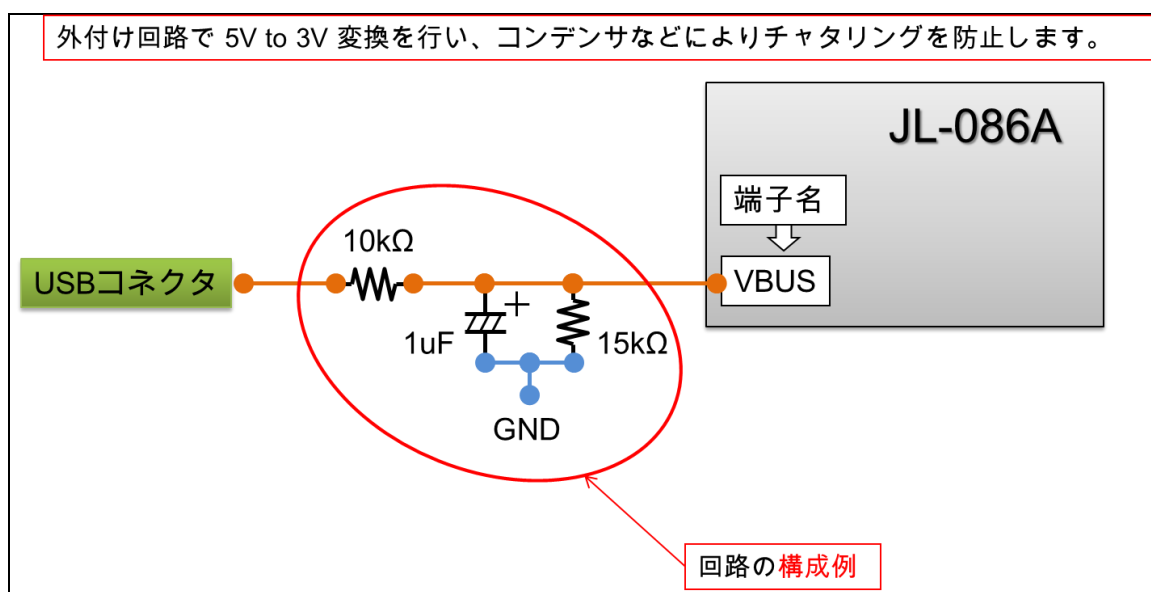 外付け回路で 5V to 3V 変換を行い、コンデンサなどによりチャタリングを防止します。
JL-086A
端子名
10kΩ
USBコネクタ
VBUS
+
1uF
15kΩ
GND
回路の構成例